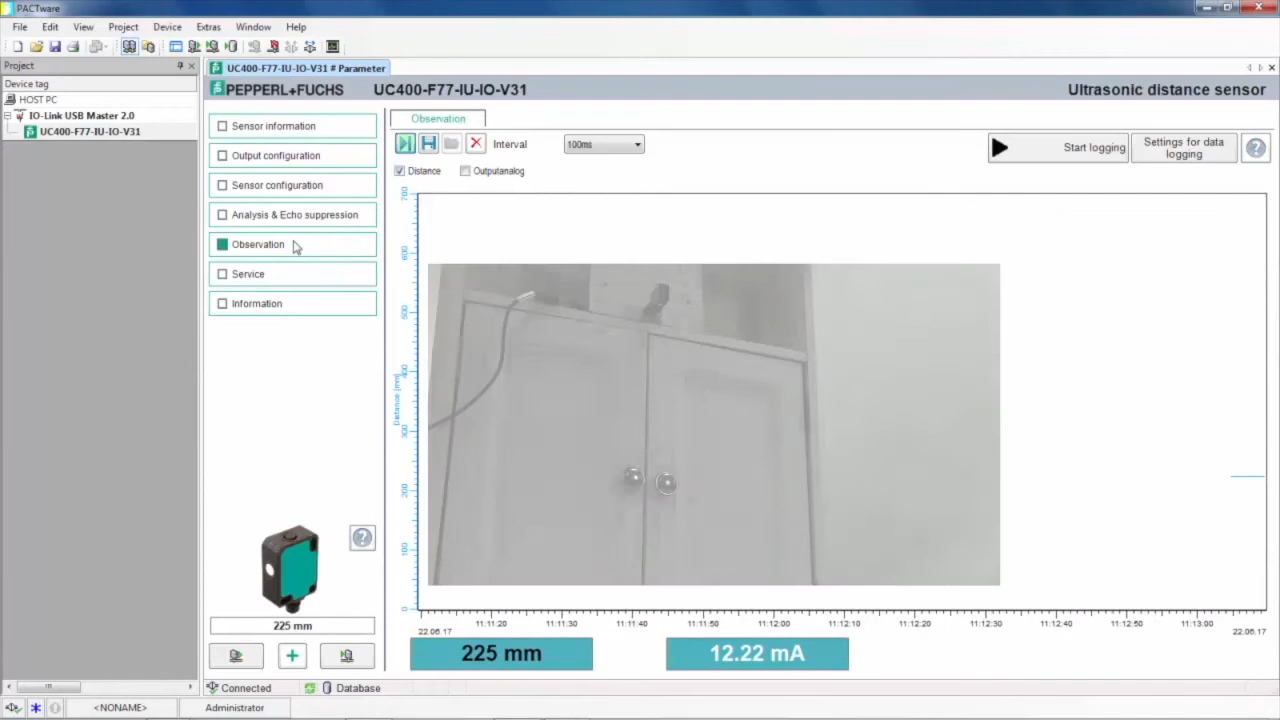 PACTware
File Edit View Project Device Extras Window Help
Project
UC400-F77-IU-IO-V31 # Parameter
Device tag
HOST PC
IO-Link USB Master 2.0
UC400-F77-IU-IO-V31
PEPPERL+FUCHS UC400-F77-IU-IO-V31 Ultrasonic distance sensor
Sensor information
Output configuration
Sensor configuration
Analysis & Echo suppression
Observation
Service
Information
225 mm
Observation
Interval 100ms
Start logging
Settings for data
logging
Distance Outputanalog
Distance [mm]
700
600
500
400
300
200
100
0
11:11:20 11:11:30 11:11:40 11:11:50 11:12:00 11:12:10 11:12:20 11:12:30 11:12:40 11:12:50 11:13:00
22.06.17 22.06.17
225 mm 12.22 mA
Connected Database
<NONAME> Administrator